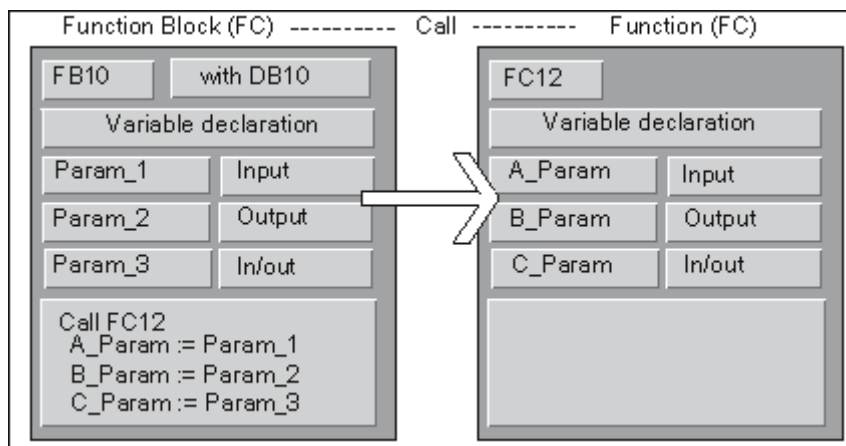 Function Block (FC) ---------- Call ---------- Function (FC)
FB10 with DB10
Variable declaration
Param_1 Input
Param_2 Output
Param_3 In/out
Call FC12
A_Param := Param_1
B_Param := Param_2
C_Param := Param_3
FC12
Variable declaration
A_Param Input
B_Param Output
C_Param In/out